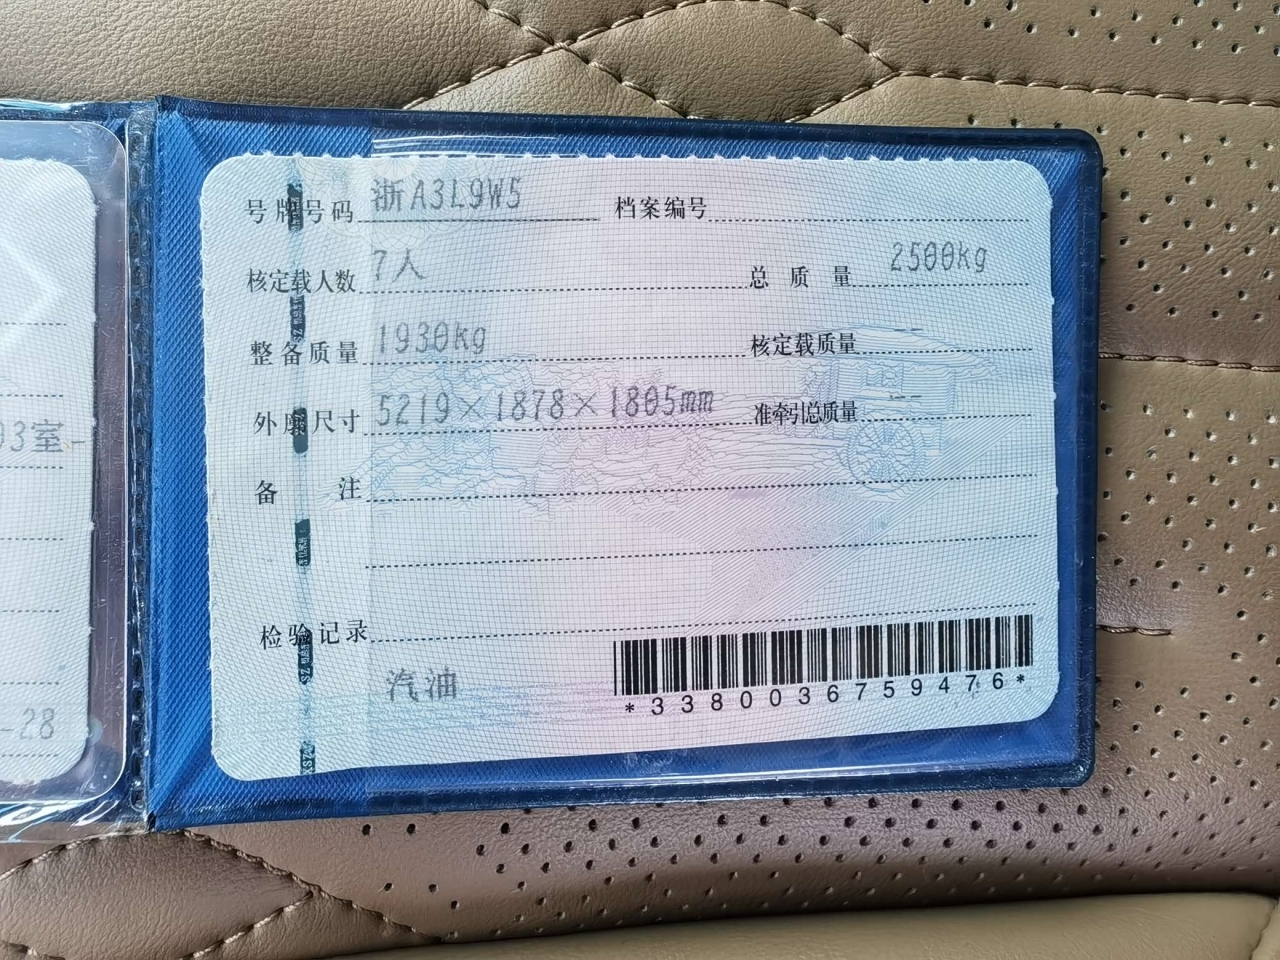 号牌号码 浙A3L9W5 档案编号
核定载人数 7人 总质量 2500kg
整备质量 1930kg 核定载质量 --
外廓尺寸 5219×1878×1805mm 准牵引总质量 --
备注
检验记录
汽油
*3380036759476*
03室-
-28